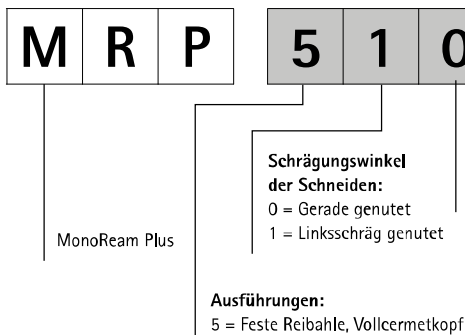 M R P 5 1 0
Schrägungswinkel
der Schneiden:
0 = Gerade genutet
1 = Linksschräg genutet
MonoReam Plus
Ausführungen:
5 = Feste Reibahle, Vollcermetkopf